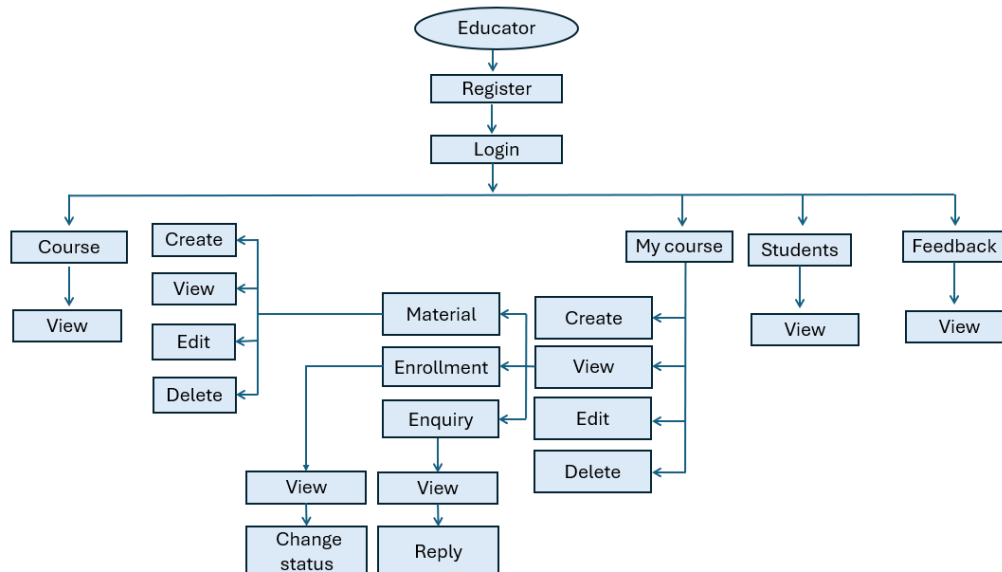 Educator
Register
Login
Course
Create
My course
Students
Feedback
View
View
Material
Create
View
View
Edit
Enrollment
View
Delete
Enquiry
Edit
View
View
Delete
Change
status
Reply